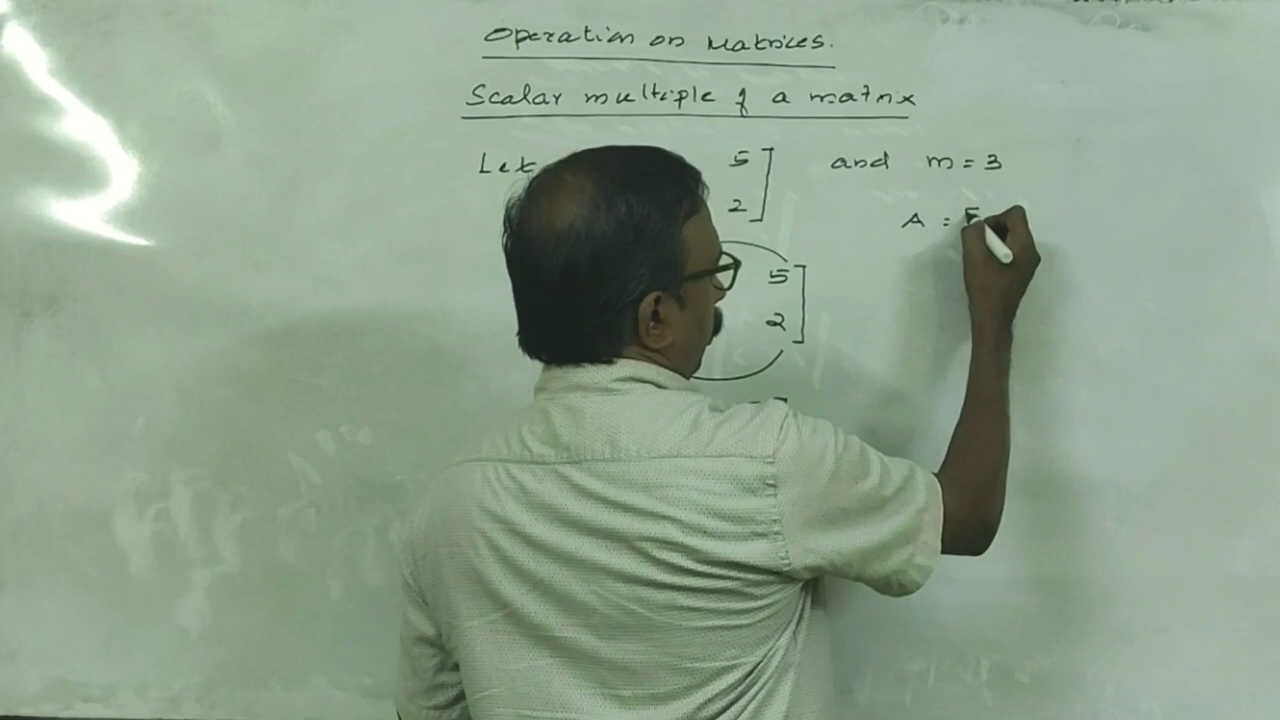 Operation on Matrices.
Scalar multiple of a matrix
Let 5 ] and m = 3
2
A =
5 ]
2